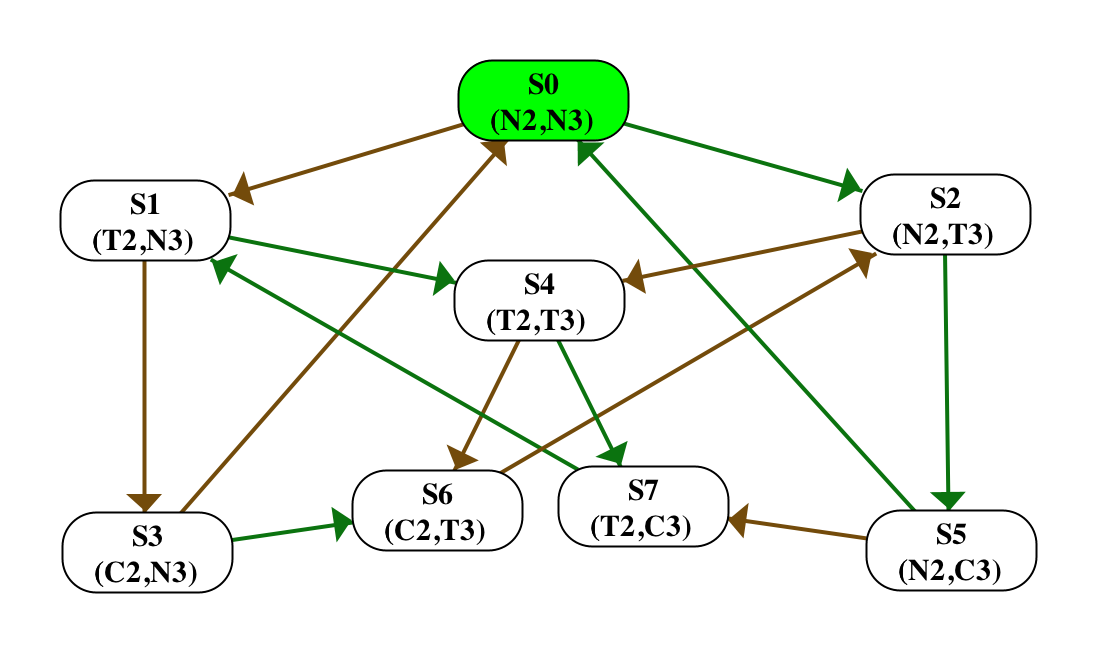 S0
(N2,N3)
S1
(T2,N3)
S2
(N2,T3)
S4
(T2,T3)
S6
(C2,T3)
S7
(T2,C3)
S3
(C2,N3)
S5
(N2,C3)